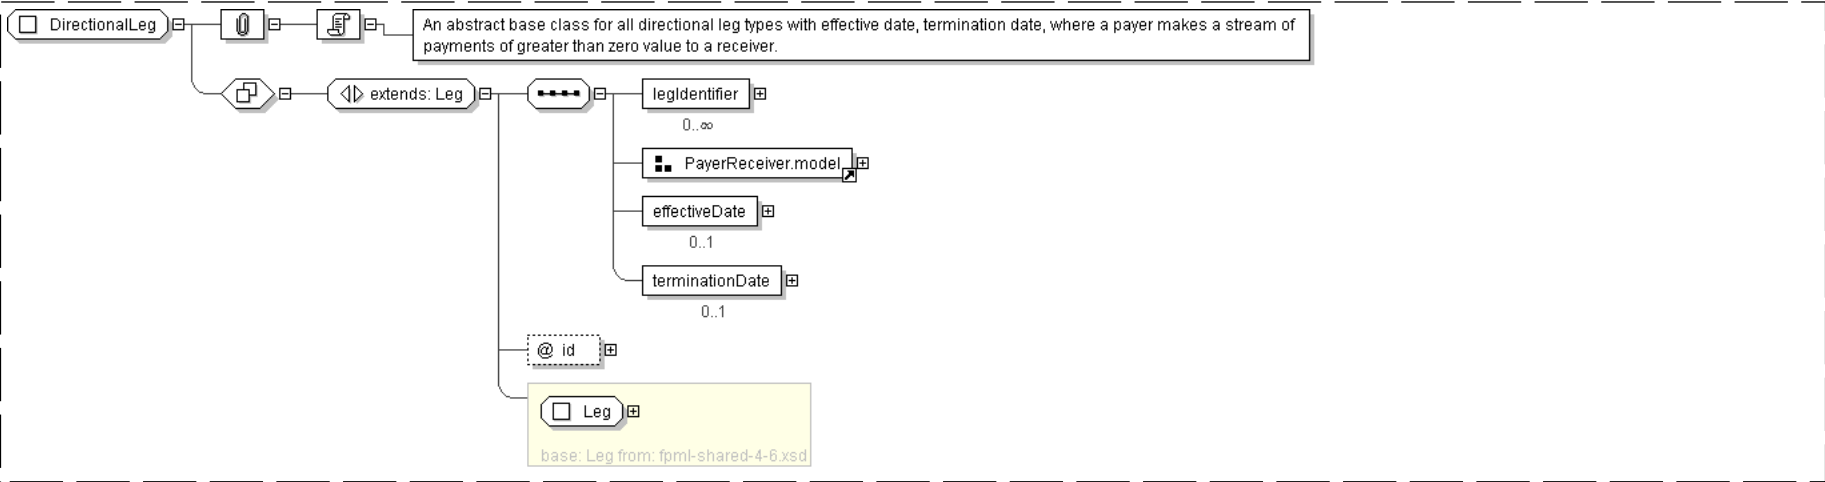 DirectionalLeg
An abstract base class for all directional leg types with effective date, termination date, where a payer makes a stream of
payments of greater than zero value to a receiver.
extends: Leg
legIdentifier
0..∞
PayerReceiver.model
effectiveDate
0..1
terminationDate
0..1
@ id
Leg
base: Leg from: fpml-shared-4-6.xsd